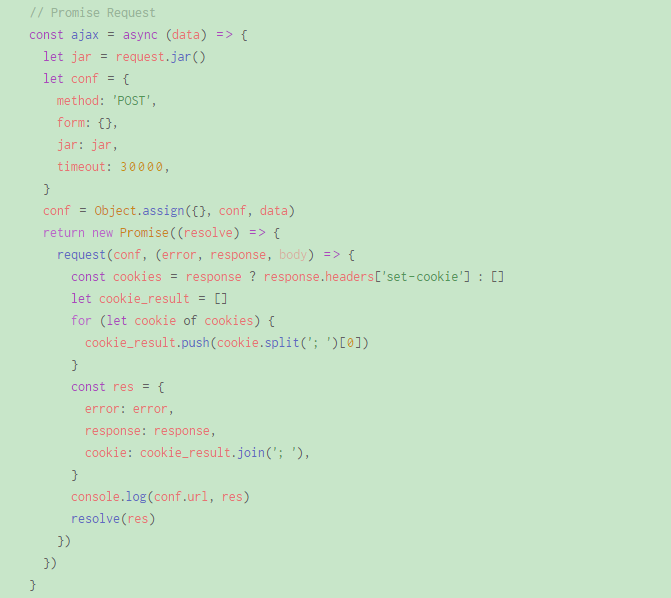 // Promise Request
const ajax = async (data) => {
let jar = request.jar()
let conf = {
method: 'POST',
form: {},
jar: jar,
timeout: 30000,
}
conf = Object.assign({}, conf, data)
return new Promise((resolve) => {
request(conf, (error, response, body) => {
const cookies = response ? response.headers['set-cookie'] : []
let cookie_result = []
for (let cookie of cookies) {
cookie_result.push(cookie.split('; ')[0])
}
const res = {
error: error,
response: response,
cookie: cookie_result.join('; '),
}
console.log(conf.url, res)
resolve(res)
})
})
}